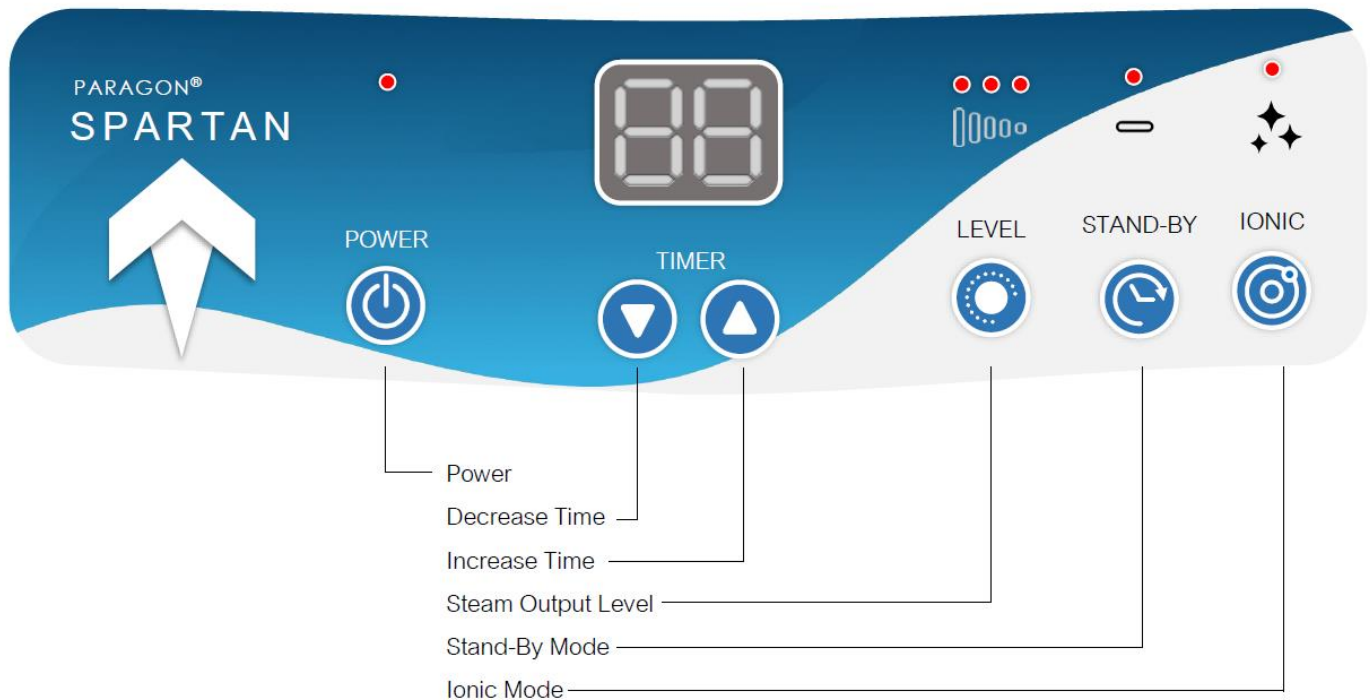 PARAGON®
SPARTAN
88
POWER
TIMER
LEVEL
STAND-BY
IONIC
Power
Decrease Time
Increase Time
Steam Output Level
Stand-By Mode
Ionic Mode